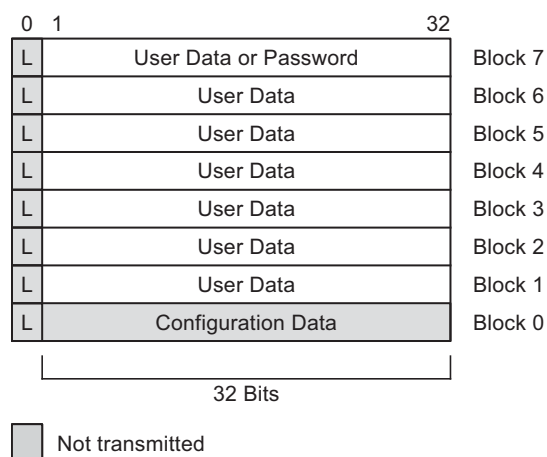 0 1 32
L User Data or Password Block 7
L User Data Block 6
L User Data Block 5
L User Data Block 4
L User Data Block 3
L User Data Block 2
L User Data Block 1
L Configuration Data Block 0
32 Bits
Not transmitted